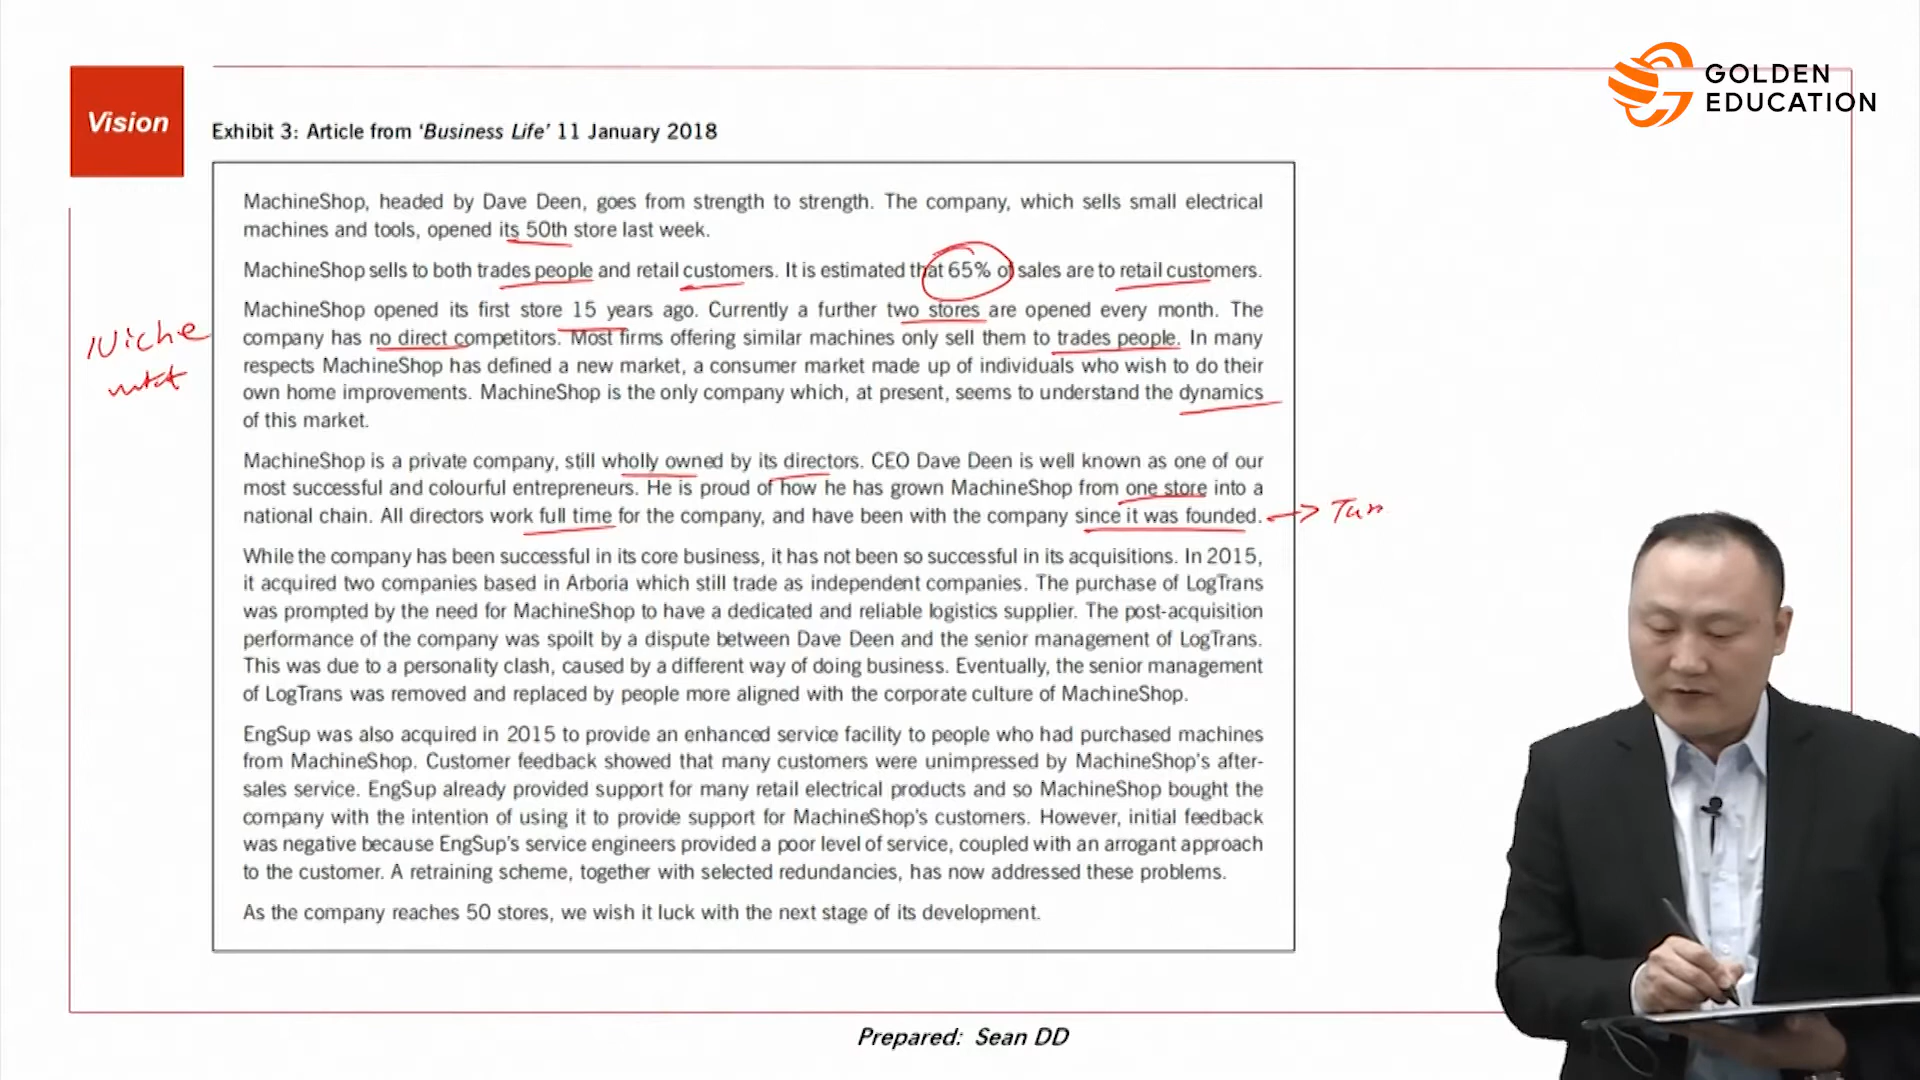 Vision
GOLDEN
EDUCATION
Exhibit 3: Article from ‘Business Life’ 11 January 2018
MachineShop, headed by Dave Deen, goes from strength to strength. The company, which sells small electrical
machines and tools, opened its 50th store last week.
MachineShop sells to both trades people and retail customers. It is estimated that 65% of sales are to retail customers.
MachineShop opened its first store 15 years ago. Currently a further two stores are opened every month. The
company has no direct competitors. Most firms offering similar machines only sell them to trades people. In many
respects MachineShop has defined a new market, a consumer market made up of individuals who wish to do their
own home improvements. MachineShop is the only company which, at present, seems to understand the dynamics
of this market.
Niche
mkt
MachineShop is a private company, still wholly owned by its directors. CEO Dave Deen is well known as one of our
most successful and colourful entrepreneurs. He is proud of how he has grown MachineShop from one store into a
national chain. All directors work full time for the company, and have been with the company since it was founded.
While the company has been successful in its core business, it has not been so successful in its acquisitions. In 2015,
it acquired two companies based in Arboria which still trade as independent companies. The purchase of LogTrans
was prompted by the need for MachineShop to have a dedicated and reliable logistics supplier. The post-acquisition
performance of the company was spoilt by a dispute between Dave Deen and the senior management of LogTrans.
This was due to a personality clash, caused by a different way of doing business. Eventually, the senior management
of LogTrans was removed and replaced by people more aligned with the corporate culture of MachineShop.
EngSup was also acquired in 2015 to provide an enhanced service facility to people who had purchased machines
from MachineShop. Customer feedback showed that many customers were unimpressed by MachineShop's after-
sales service. EngSup already provided support for many retail electrical products and so MachineShop bought the
company with the intention of using it to provide support for MachineShop's customers. However, initial feedback
was negative because EngSup's service engineers provided a poor level of service, coupled with an arrogant approach
to the customer. A retraining scheme, together with selected redundancies, has now addressed these problems.
As the company reaches 50 stores, we wish it luck with the next stage of its development.
Prepared: Sean DD